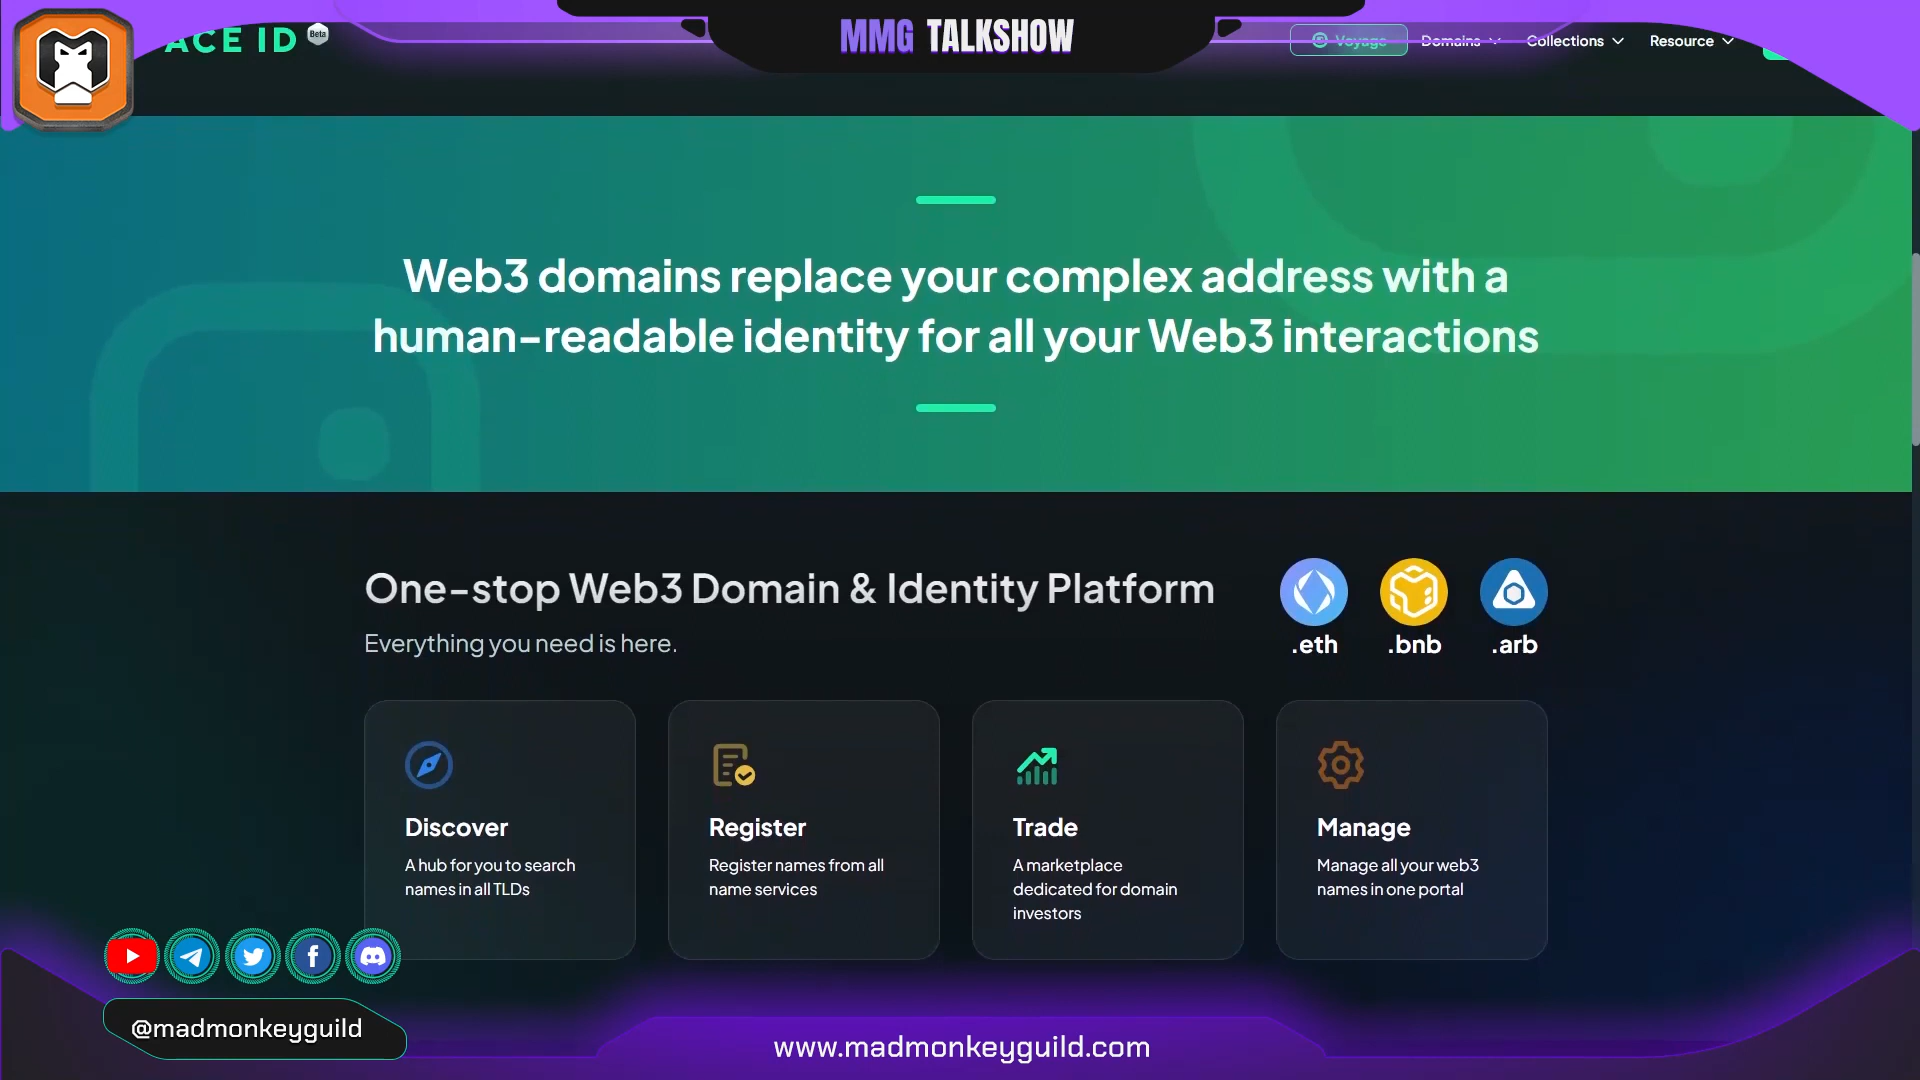 MMG TALKSHOW
ACE ID Beta
Voyage
Domains
Collections
Resource
Web3 domains replace your complex address with a
human-readable identity for all your Web3 interactions
One-stop Web3 Domain & Identity Platform
Everything you need is here.
.eth
.bnb
.arb
Discover
A hub for you to search
names in all TLDs
Register
Register names from all
name services
Trade
A marketplace
dedicated for domain
investors
Manage
Manage all your web3
names in one portal
@madmonkeyguild
www.madmonkeyguild.com